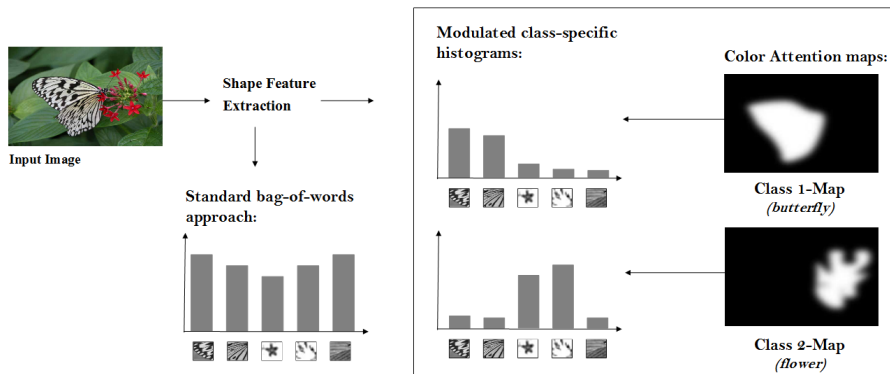 Input Image
Shape Feature
Extraction
Standard bag-of-words
approach:
Modulated class-specific
histograms:
Color Attention maps:
Class 1-Map
(butterfly)
Class 2-Map
(flower)